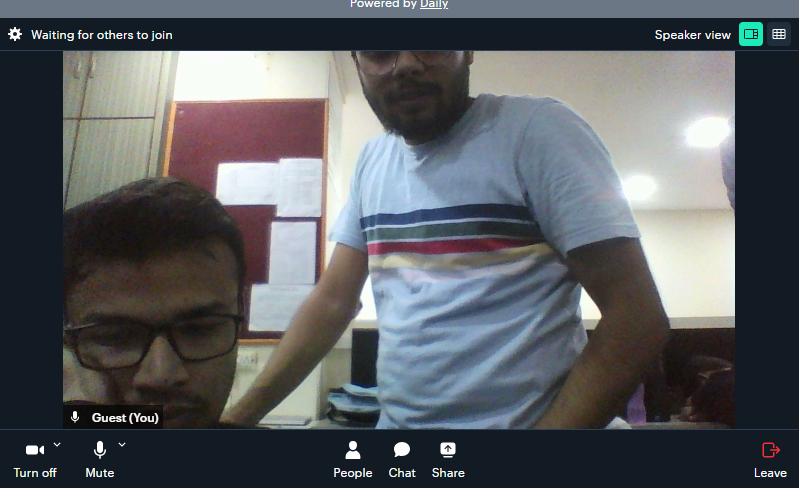 Powered by Daily
Waiting for others to join
Speaker view
Guest (You)
Turn off
Mute
People
Chat
Share
Leave